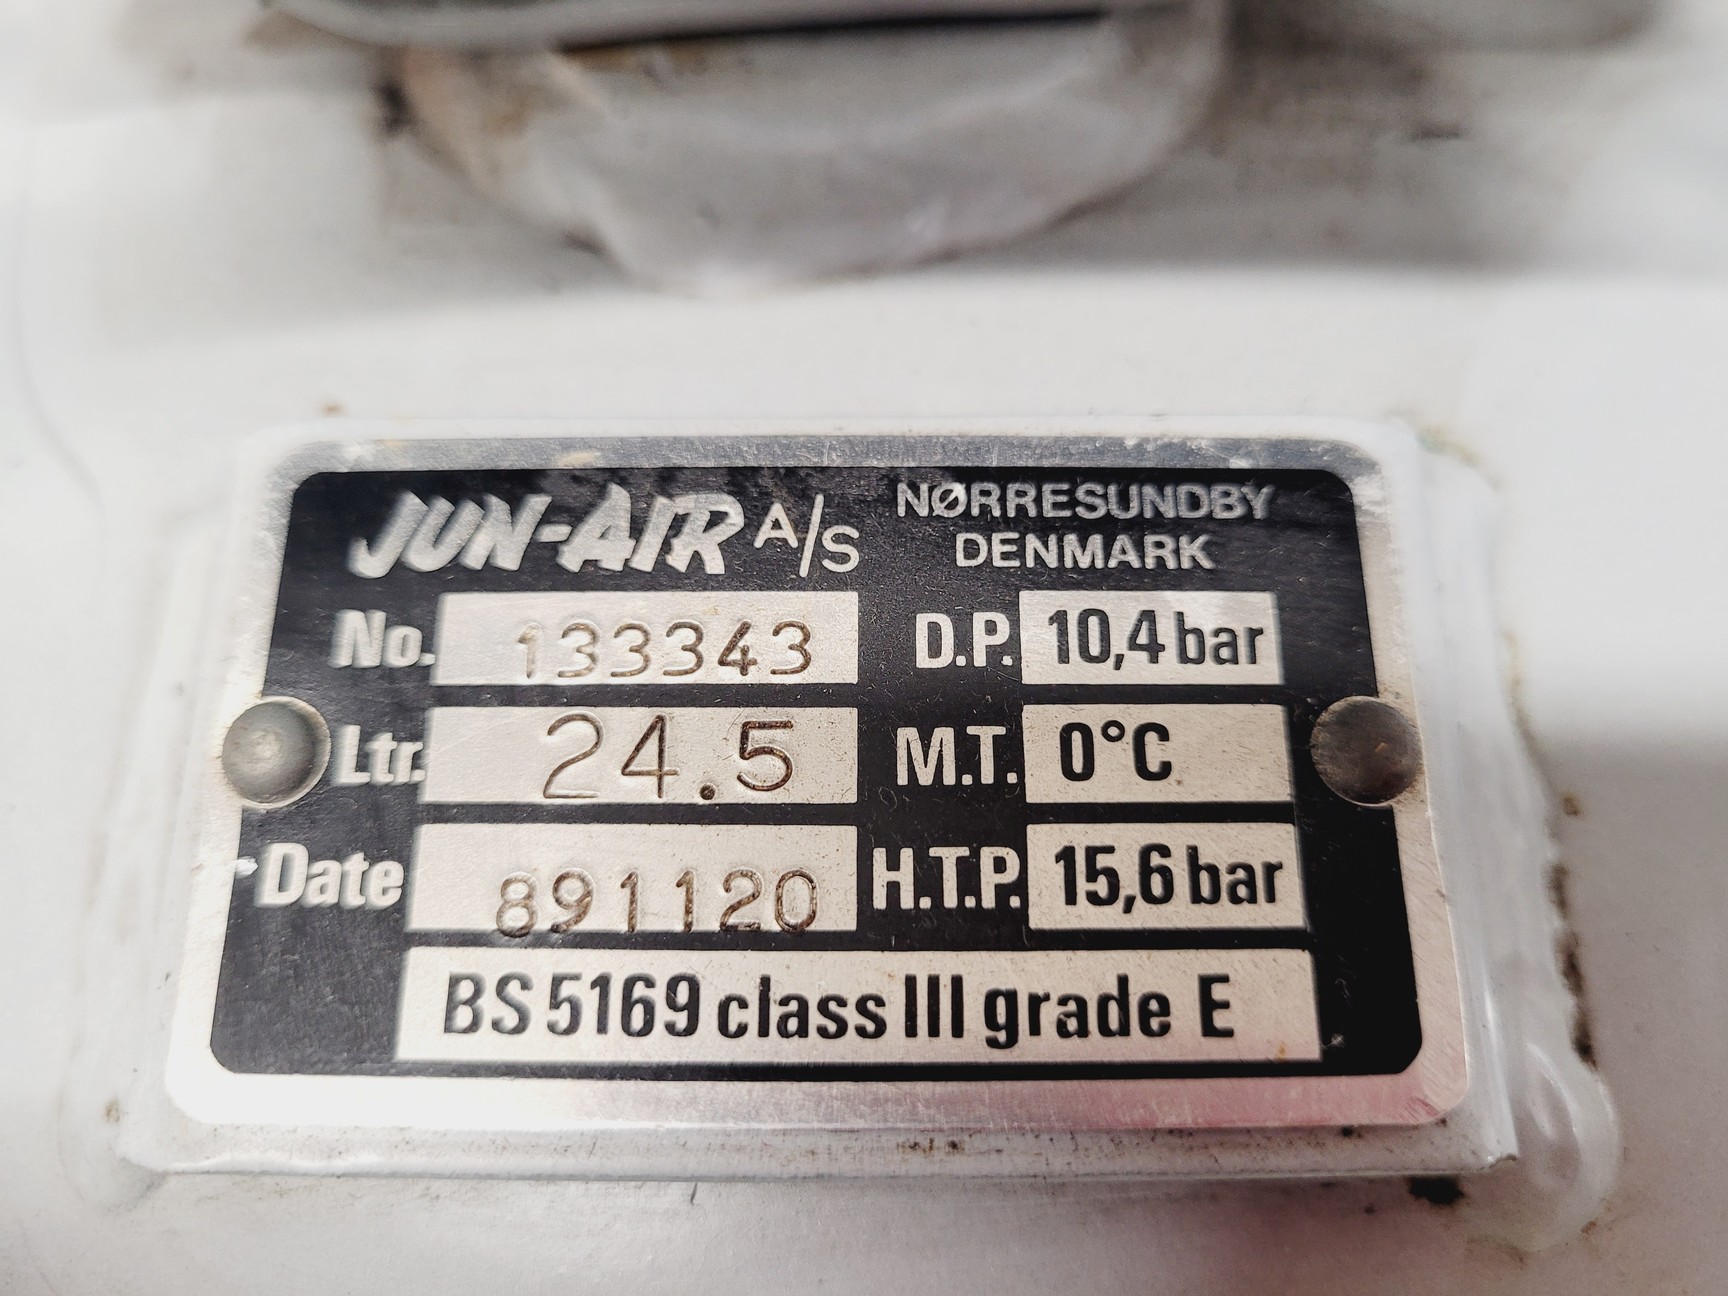 JUN-AIR A/S NØRRESUNDBY
DENMARK
No. 133343 D.P. 10,4 bar
Ltr. 24.5 M.T. 0°C
Date 891120 H.T.P. 15,6 bar
BS 5169 class III grade E